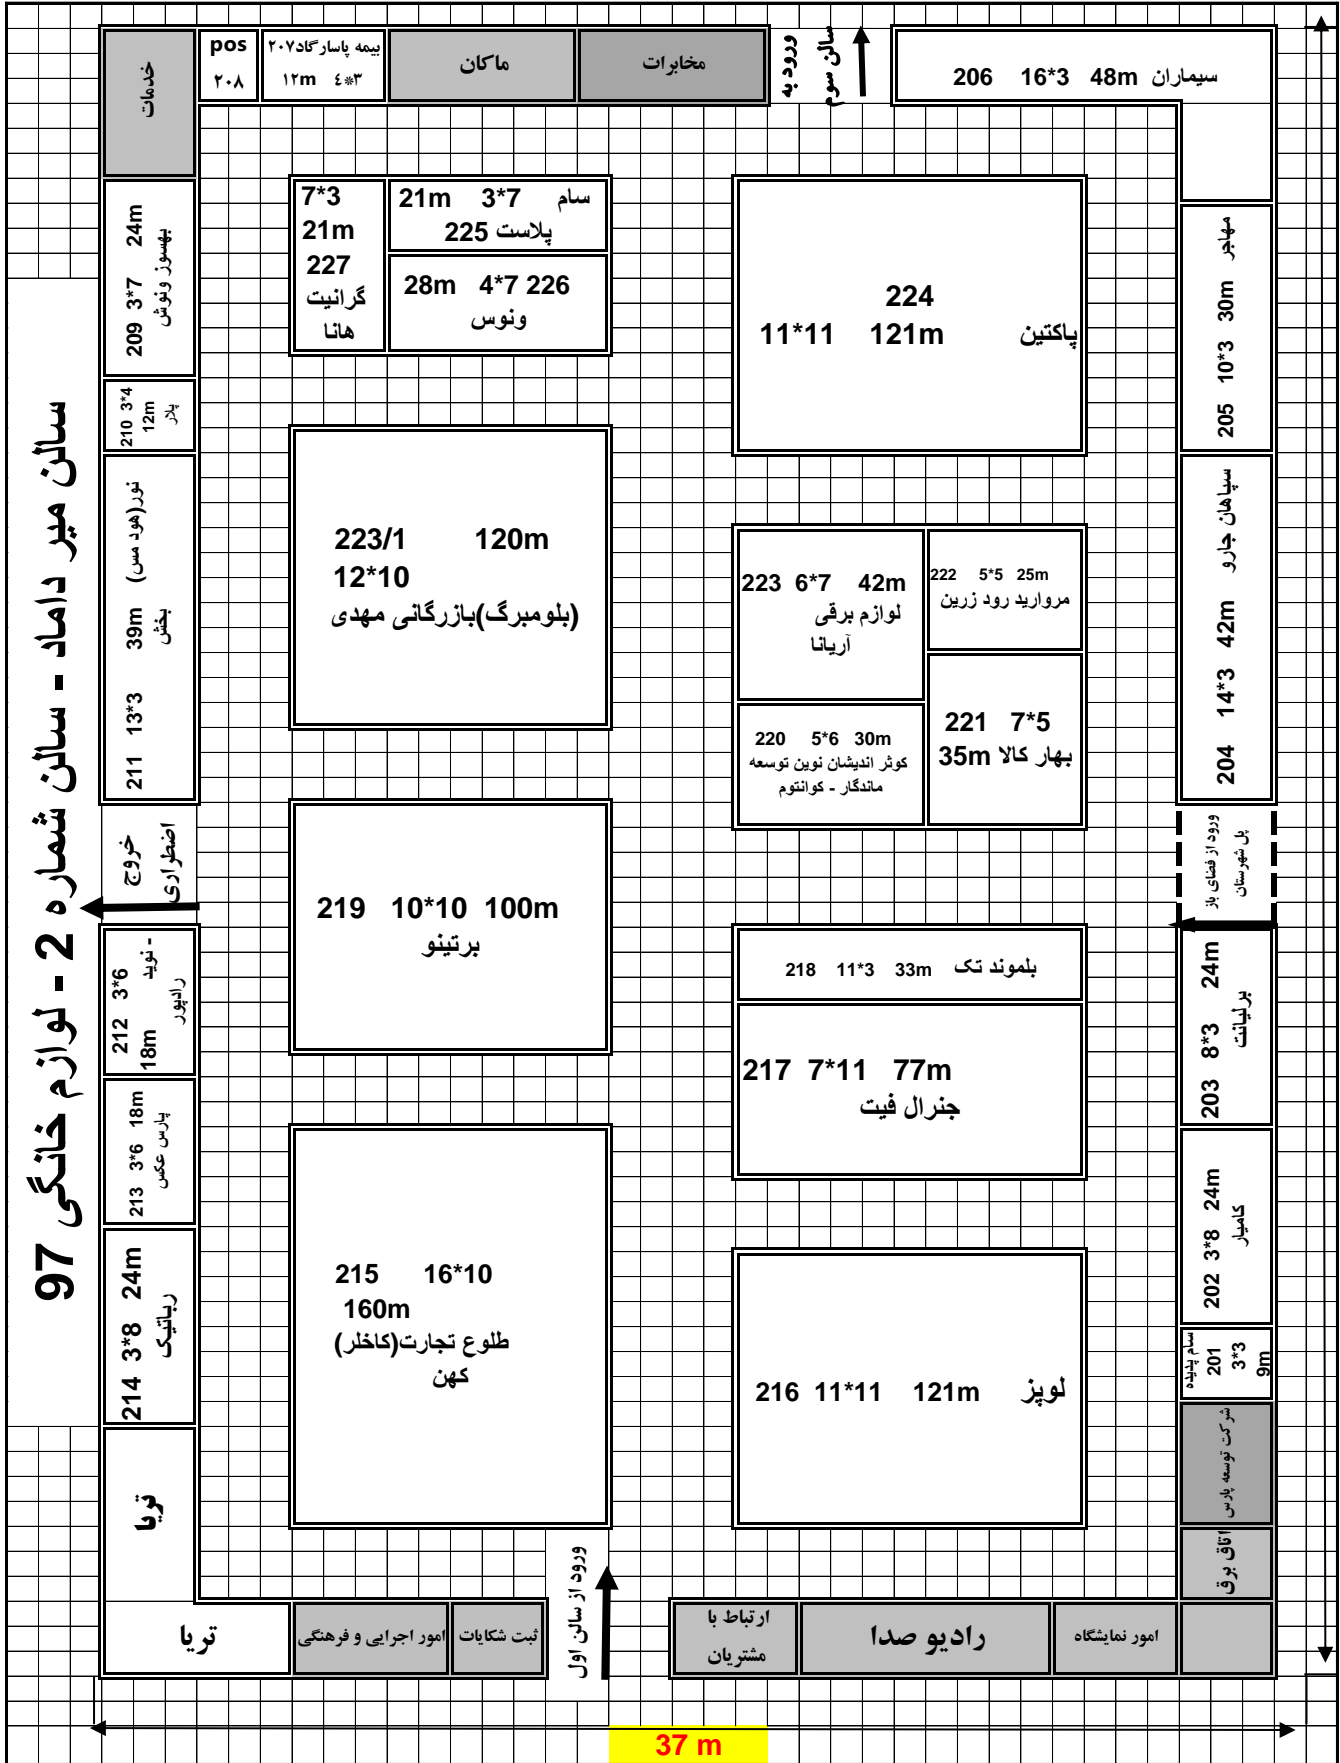 سالن میر داماد - سالن شماره 2 - لوازم خانگی 97
خدمات
pos
۲۰۸
بیمه پاسارگاد۲۰۷
۱۲m ٤*۳
ماکان
مخابرات
ورود به
سالن سوم
206 16*3 48m سیماران
209 3*7 24m
بهسوز ونوش
7*3
21m
227
گرانیت
هانا
21m 3*7 سام
پلاست 225
28m 4*7 226
ونوس
224
11*11 121m پاکتین
205 10*3 30m مهاجر
210 3*4
12m
پلار
211 13*3 39m نور(هود مس)
پخش
223/1 120m
12*10
(بلومبرگ)بازرگانی مهدی
223 6*7 42m
لوازم برقی
آریانا
222 5*5 25m
مروارید رود زرین
220 5*6 30m
کوثر اندیشان نوین توسعه
ماندگار - کوانتوم
221 7*5
بهار کالا 35m
204 14*3 42m سپاهان جارو
خروج
اضطراری
219 10*10 100m
برتینو
ورود از فضای باز
پل شهرستان
212 3*6 - نوید
18m رادپور
218 11*3 33m بلموند تک
203 8*3 24m
برلیانت
217 7*11 77m
جنرال فیت
213 3*6 18m
پارس عکس
202 3*8 24m
کامیار
214 3*8 24m
رباتیک
215 16*10
160m
طلوع تجارت(کاخلر)
کهن
216 11*11 121m لوپز
سام پدیده
201
3*3
9m
شرکت توسعه پارس
اتاق برق
تریا
تریا
امور اجرایی و فرهنگی
ثبت شکایات
ورود از سالن اول
ارتباط با
مشتریان
رادیو صدا
امور نمایشگاه
37 m